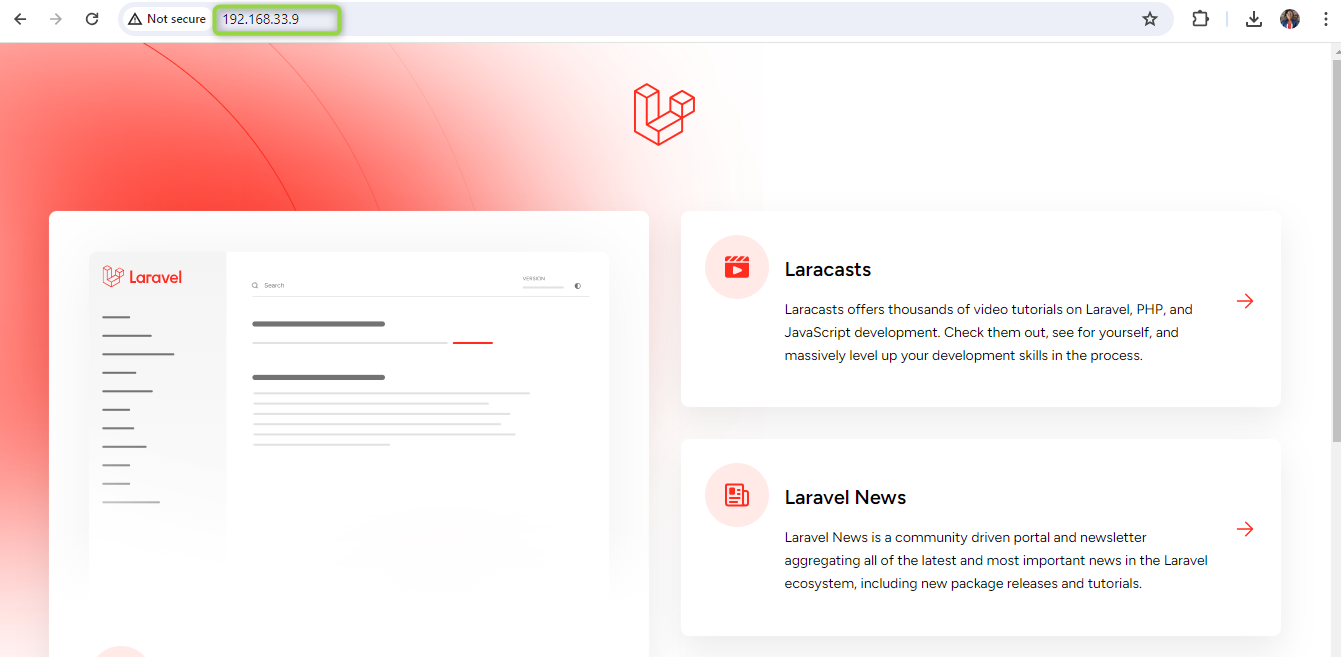 Not secure
192.168.33.9
Laravel
Search
VERSION
Laracasts
Laracasts offers thousands of video tutorials on Laravel, PHP, and
JavaScript development. Check them out, see for yourself, and
massively level up your development skills in the process.
Laravel News
Laravel News is a community driven portal and newsletter
aggregating all of the latest and most important news in the Laravel
ecosystem, including new package releases and tutorials.